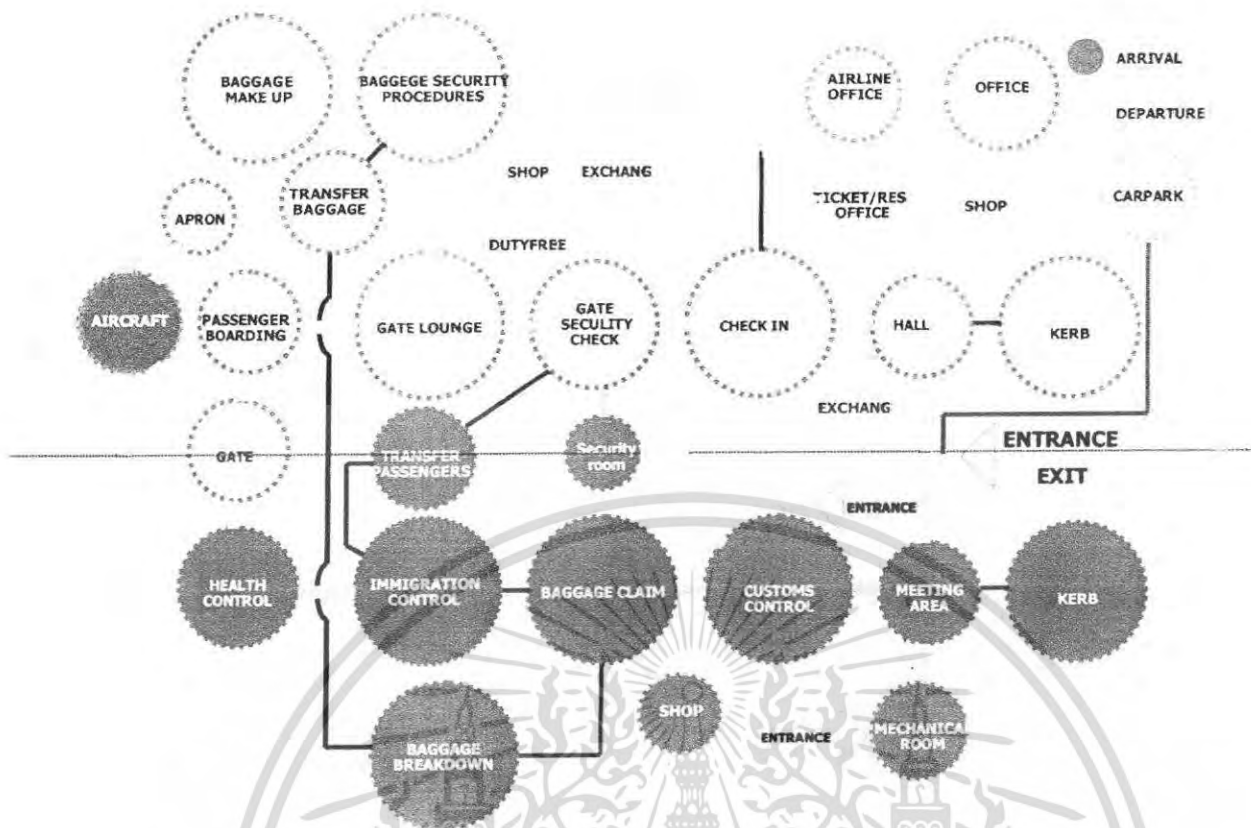 BAGGAGE
MAKE UP
BAGGEGE SECURITY
PROCEDURES
AIRLINE
OFFICE
OFFICE
ARRIVAL
DEPARTURE
SHOP
EXCHANG
TRANSFER
BAGGAGE
APRON
TICKET/RES
OFFICE
SHOP
CARPARK
DUTYFREE
AIRCRAFT
PASSENGER
BOARDING
GATE LOUNGE
GATE
SECULITY
CHECK
CHECK IN
HALL
KERB
EXCHANG
GATE
TRANSFER
PASSENGERS
Security
room
ENTRANCE
EXIT
ENTRANCE
HEALTH
CONTROL
IMMIGRATION
CONTROL
BAGGAGE CLAIM
CUSTOMS
CONTROL
MEETING
AREA
KERB
SHOP
ENTRANCE
MECHANICA
ROOM
BAGGAGE
BREAKDOWN